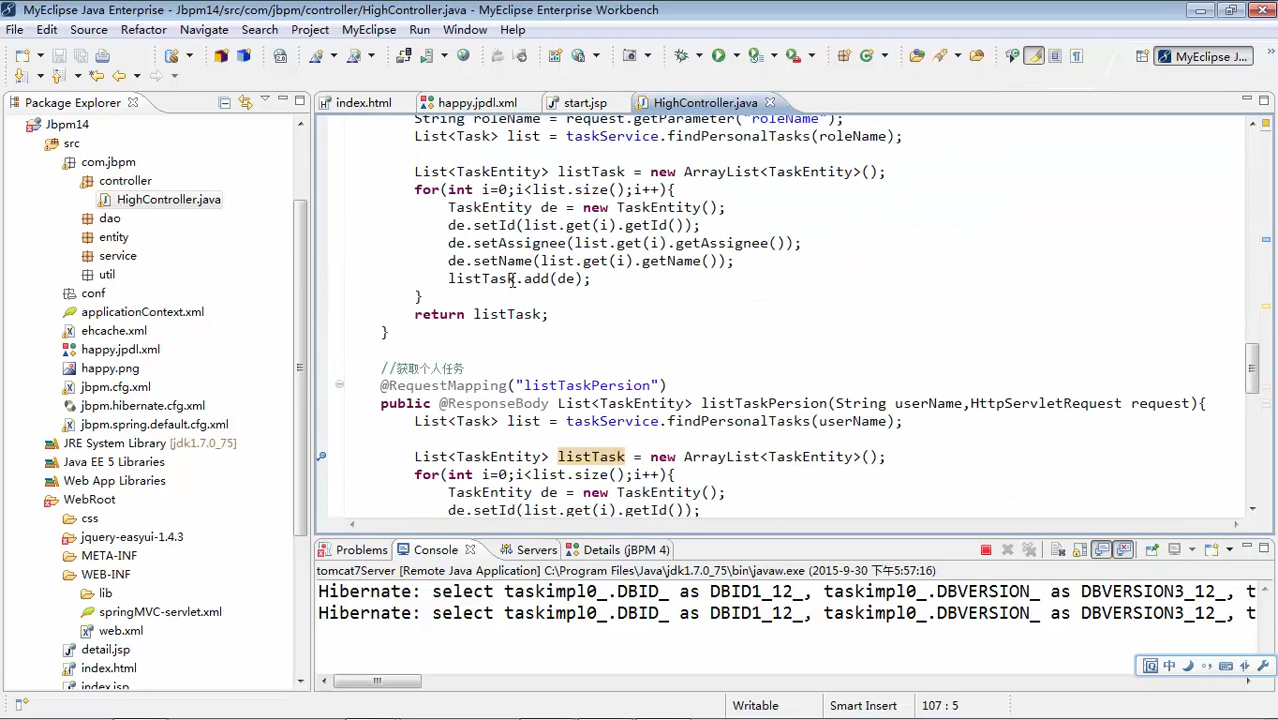 MyEclipse Java Enterprise - Jbpm14/src/com/jbpm/controller/HighController.java - MyEclipse Enterprise Workbench
File Edit Source Refactor Navigate Search Project MyEclipse Run Window Help
MyEclipse J...
Package Explorer
index.html happy.jpdl.xml start.jsp HighController.java
Jbpm14
src
com.jbpm
controller
HighController.java
dao
entity
service
util
conf
applicationContext.xml
ehcache.xml
happy.jpdl.xml
happy.png
jbpm.cfg.xml
jbpm.hibernate.cfg.xml
jbpm.spring.default.cfg.xml
JRE System Library [jdk1.7.0_75]
Java EE 5 Libraries
Web App Libraries
WebRoot
css
jquery-easyui-1.4.3
META-INF
WEB-INF
lib
springMVC-servlet.xml
web.xml
detail.jsp
index.html
index.jsp
String roleName = request.getParameter("roleName");
List<Task> list = taskService.findPersonalTasks(roleName);
List<TaskEntity> listTask = new ArrayList<TaskEntity>();
for(int i=0;i<list.size();i++){
TaskEntity de = new TaskEntity();
de.setId(list.get(i).getId());
de.setAssignee(list.get(i).getAssignee());
de.setName(list.get(i).getName());
listTask.add(de);
}
return listTask;
}
//获取个人任务
@RequestMapping("listTaskPersion")
public @ResponseBody List<TaskEntity> listTaskPersion(String userName,HttpServletRequest request){
List<Task> list = taskService.findPersonalTasks(userName);
List<TaskEntity> listTask = new ArrayList<TaskEntity>();
for(int i=0;i<list.size();i++){
TaskEntity de = new TaskEntity();
de.setId(list.get(i).getId());
Problems Console Servers Details (jBPM 4)
tomcat7Server [Remote Java Application] C:\Program Files\Java\jdk1.7.0_75\bin\javaw.exe (2015-9-30 下午5:57:16)
Hibernate: select taskimpl0_.DBID_ as DBID1_12_, taskimpl0_.DBVERSION_ as DBVERSION3_12_, t
Hibernate: select taskimpl0_.DBID_ as DBID1_12_, taskimpl0_.DBVERSION_ as DBVERSION3_12_, t
中
Writable Smart Insert 107 : 5